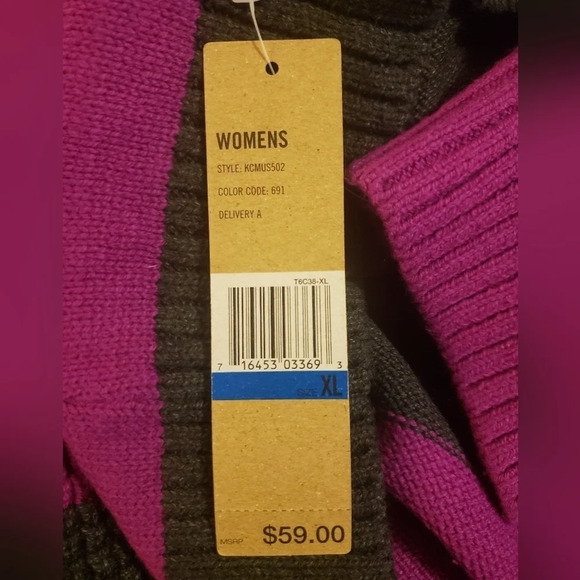 WOMENS
STYLE: KCMUS502
COLOR CODE: 691
DELIVERY A
T6C38-XL
7 16453 03369 3
SIZE XL
MSRP $59.00